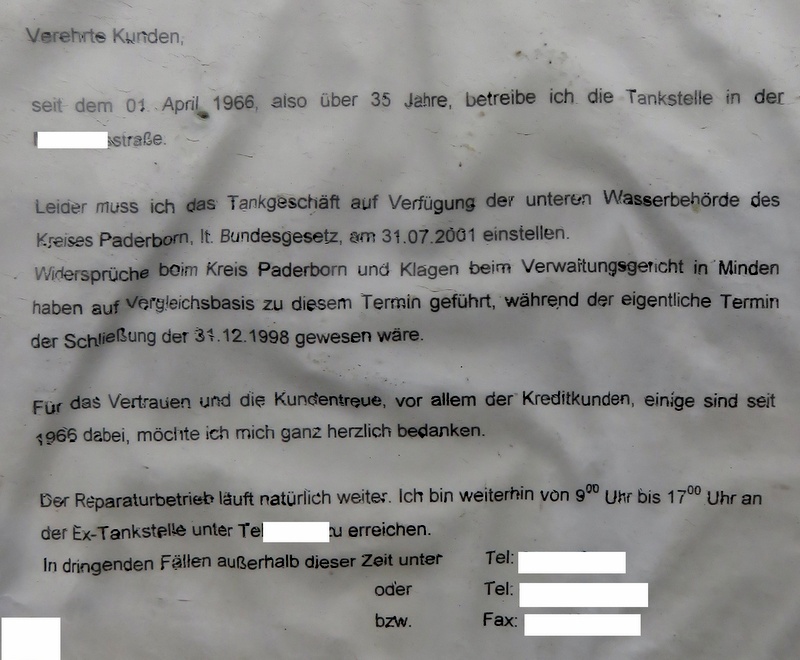 Verehrte Kunden,
seit dem 01. April 1966, also über 35 Jahre, betreibe ich die Tankstelle in der
sstraße.
Leider muss ich das Tankgeschäft auf Verfügung der unteren Wasserbehörde des
Kreises Paderborn, lt. Bundesgesetz, am 31.07.2001 einstellen.
Widersprüche beim Kreis Paderborn und Klagen beim Verwaltungsgericht in Minden
haben auf Vergleichsbasis zu diesem Termin geführt, während der eigentliche Termin
der Schließung der 31.12.1998 gewesen wäre.
Für das Vertrauen und die Kundentreue, vor allem der Kreditkunden, einige sind seit
1966 dabei, möchte ich mich ganz herzlich bedanken.
Der Reparaturbetrieb läuft natürlich weiter. Ich bin weiterhin von 9⁰⁰ Uhr bis 17⁰⁰ Uhr an
der Ex-Tankstelle unter Tel zu erreichen.
In dringenden Fällen außerhalb dieser Zeit unter Tel:
oder Tel:
bzw. Fax: